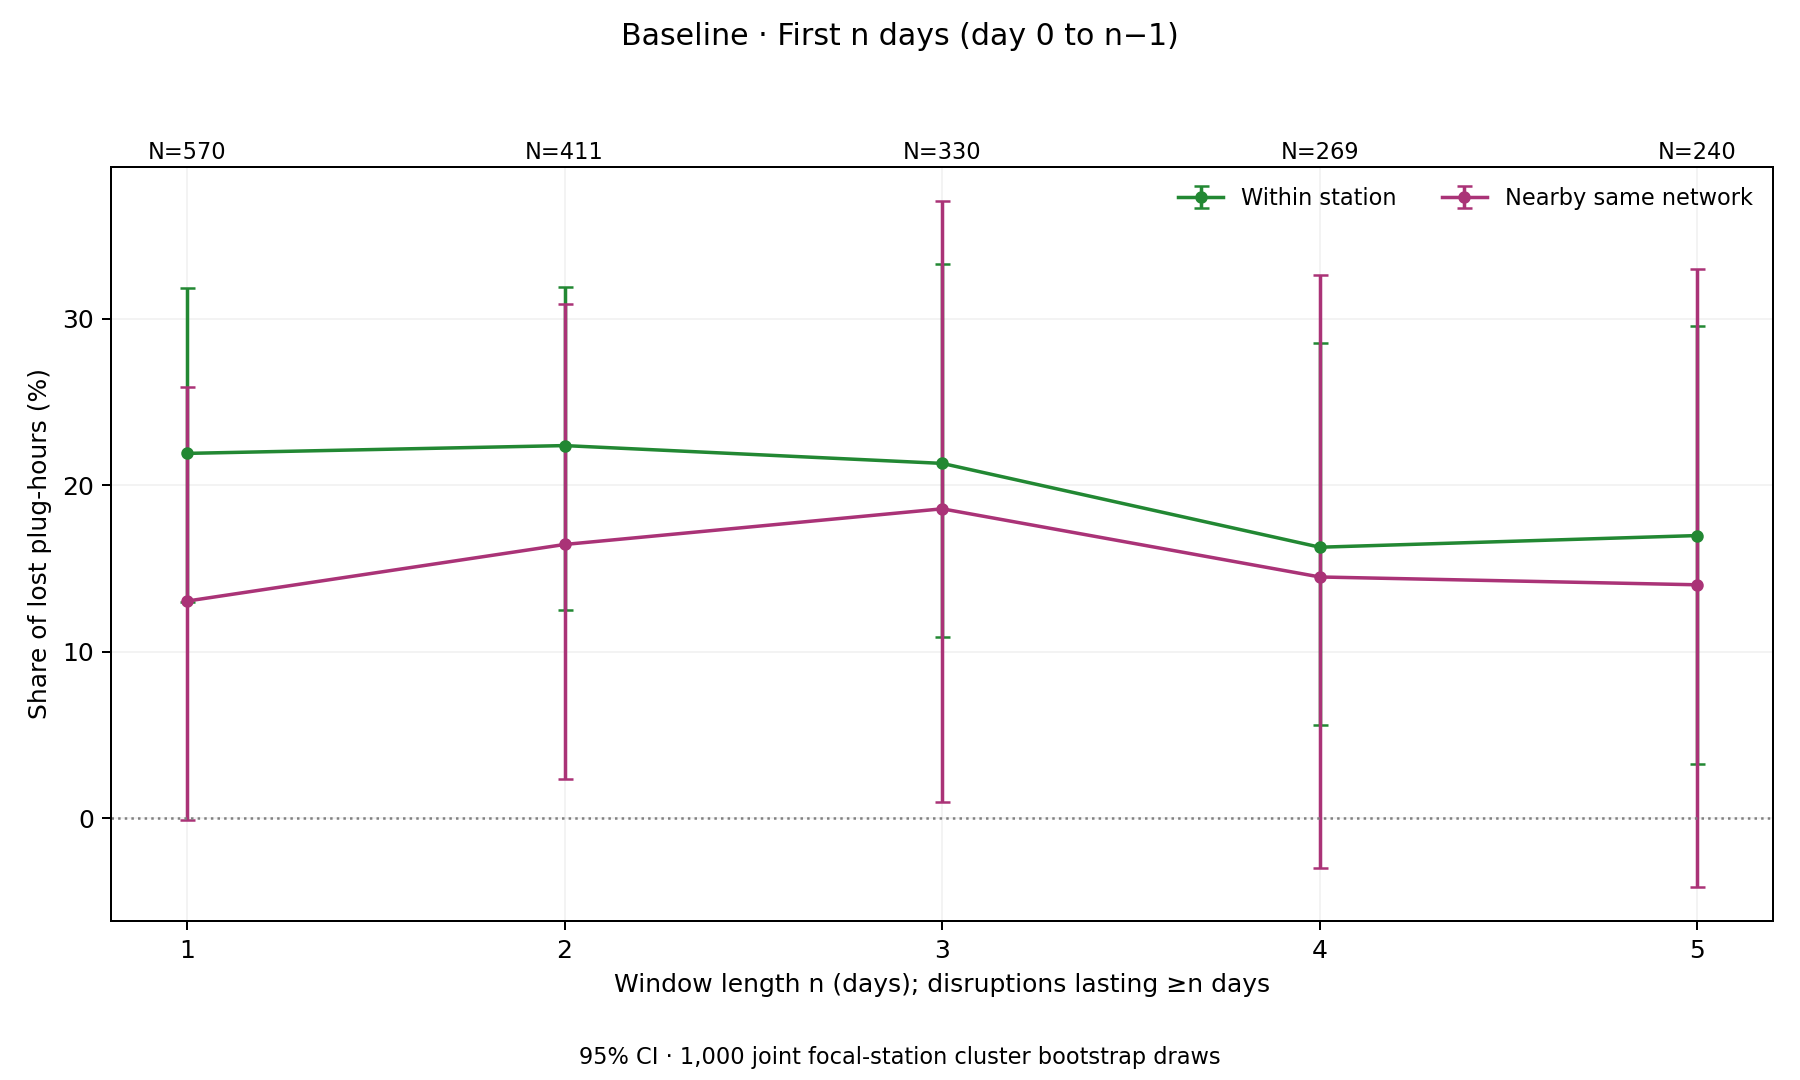 Baseline · First n days (day 0 to n−1)
N=570 N=411 N=330 N=269 N=240
Within station Nearby same network
Share of lost plug-hours (%)
30
20
10
0
1 2 3 4 5
Window length n (days); disruptions lasting ≥n days
95% CI · 1,000 joint focal-station cluster bootstrap draws